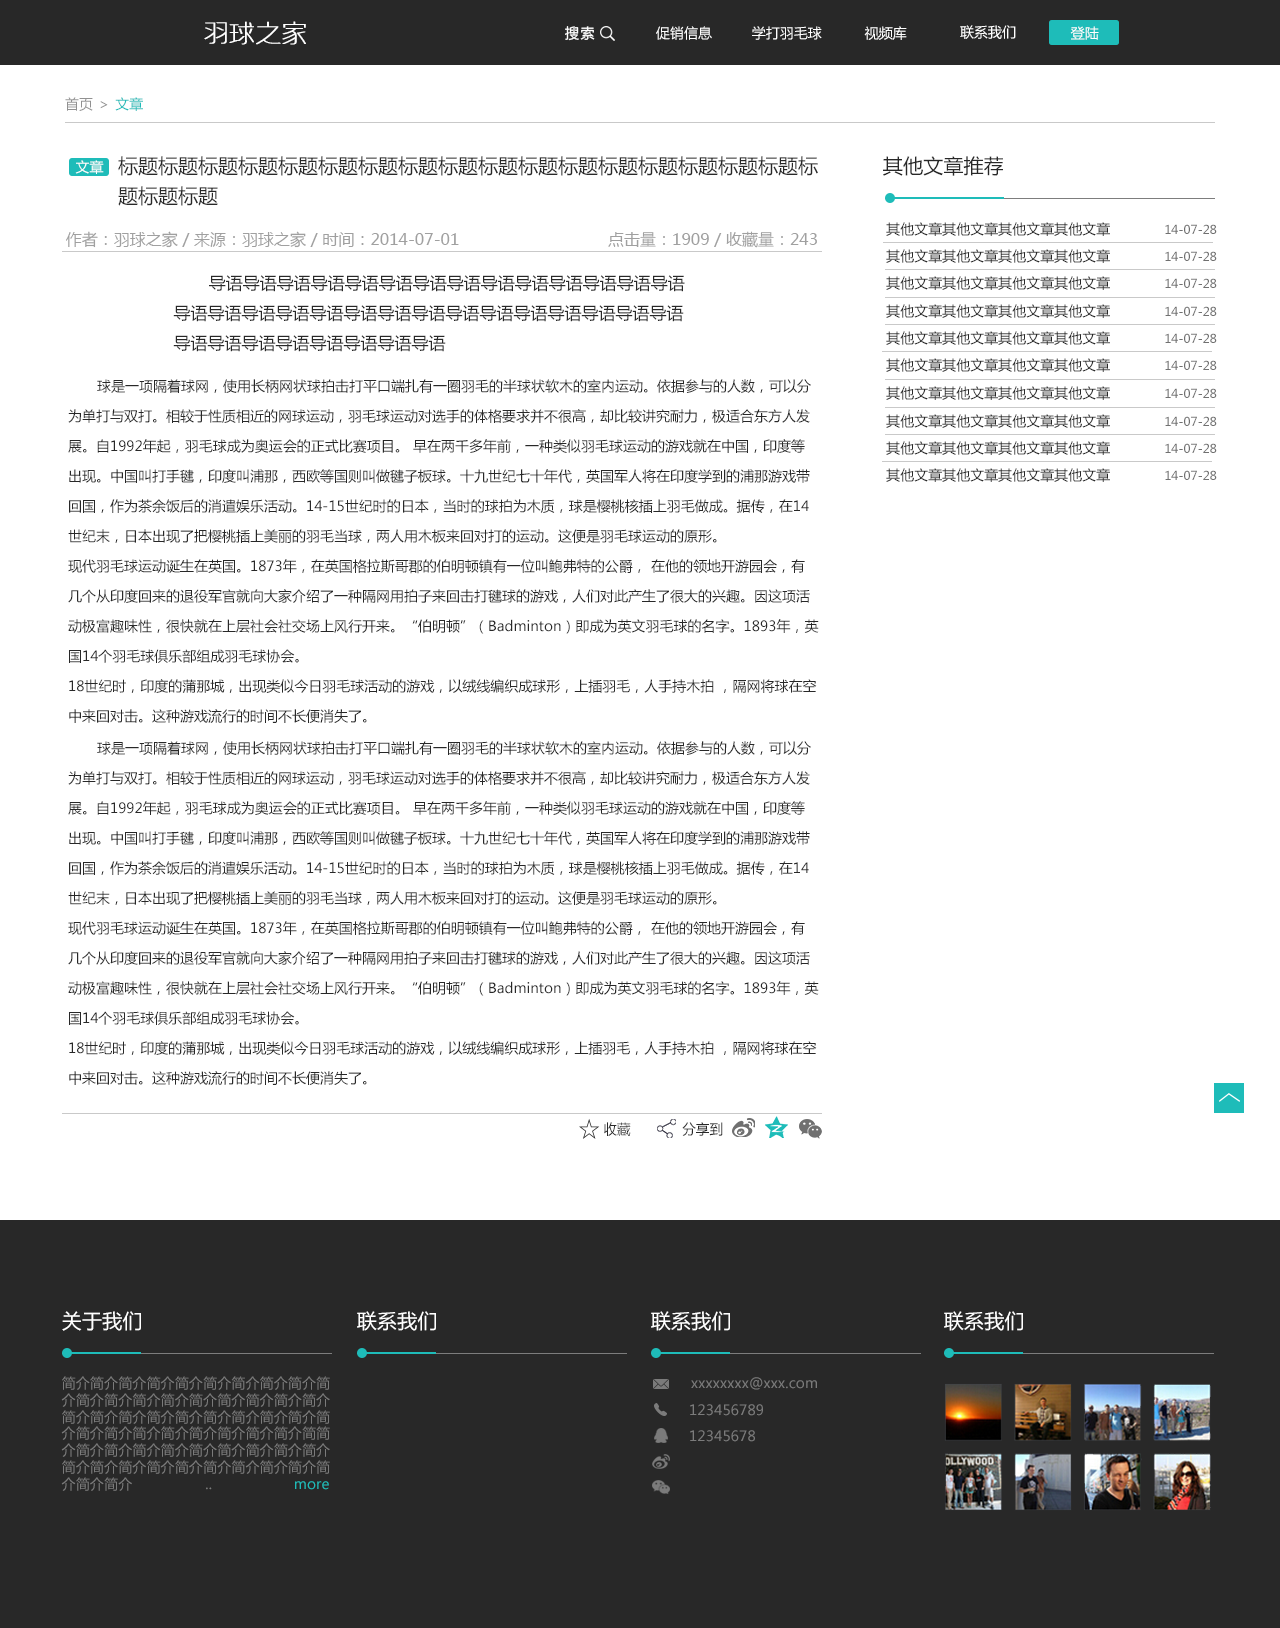 羽球之家
搜索 促销信息 学打羽毛球 视频库 联系我们 登陆
首页 > 文章
文章 标题标题标题标题标题标题标题标题标题标题标题标题标题标题标题标题标题标
题标题标题
作者：羽球之家 / 来源：羽球之家 / 时间：2014-07-01 点击量：1909 / 收藏量：243
导语导语导语导语导语导语导语导语导语导语导语导语导语导语
导语导语导语导语导语导语导语导语导语导语导语导语导语导语导语
导语导语导语导语导语导语导语导语
球是一项隔着球网，使用长柄网状球拍击打平口端扎有一圈羽毛的半球状软木的室内运动。依据参与的人数，可以分
为单打与双打。相较于性质相近的网球运动，羽毛球运动对选手的体格要求并不很高，却比较讲究耐力，极适合东方人发
展。自1992年起，羽毛球成为奥运会的正式比赛项目。 早在两千多年前，一种类似羽毛球运动的游戏就在中国，印度等
出现。中国叫打手毽，印度叫浦那，西欧等国则叫做毽子板球。十九世纪七十年代，英国军人将在印度学到的浦那游戏带
回国，作为茶余饭后的消遣娱乐活动。14-15世纪时的日本，当时的球拍为木质，球是樱桃核插上羽毛做成。据传，在14
世纪末，日本出现了把樱桃插上美丽的羽毛当球，两人用木板来回对打的运动。这便是羽毛球运动的原形。
现代羽毛球运动诞生在英国。1873年，在英国格拉斯哥郡的伯明顿镇有一位叫鲍弗特的公爵， 在他的领地开游园会，有
几个从印度回来的退役军官就向大家介绍了一种隔网用拍子来回击打毽球的游戏，人们对此产生了很大的兴趣。因这项活
动极富趣味性，很快就在上层社会社交场上风行开来。 “伯明顿”（Badminton）即成为英文羽毛球的名字。1893年，英
国14个羽毛球俱乐部组成羽毛球协会。
18世纪时，印度的蒲那城，出现类似今日羽毛球活动的游戏，以绒线编织成球形，上插羽毛，人手持木拍 ，隔网将球在空
中来回对击。这种游戏流行的时间不长便消失了。
球是一项隔着球网，使用长柄网状球拍击打平口端扎有一圈羽毛的半球状软木的室内运动。依据参与的人数，可以分
为单打与双打。相较于性质相近的网球运动，羽毛球运动对选手的体格要求并不很高，却比较讲究耐力，极适合东方人发
展。自1992年起，羽毛球成为奥运会的正式比赛项目。 早在两千多年前，一种类似羽毛球运动的游戏就在中国，印度等
出现。中国叫打手毽，印度叫浦那，西欧等国则叫做毽子板球。十九世纪七十年代，英国军人将在印度学到的浦那游戏带
回国，作为茶余饭后的消遣娱乐活动。14-15世纪时的日本，当时的球拍为木质，球是樱桃核插上羽毛做成。据传，在14
世纪末，日本出现了把樱桃插上美丽的羽毛当球，两人用木板来回对打的运动。这便是羽毛球运动的原形。
现代羽毛球运动诞生在英国。1873年，在英国格拉斯哥郡的伯明顿镇有一位叫鲍弗特的公爵， 在他的领地开游园会，有
几个从印度回来的退役军官就向大家介绍了一种隔网用拍子来回击打毽球的游戏，人们对此产生了很大的兴趣。因这项活
动极富趣味性，很快就在上层社会社交场上风行开来。 “伯明顿”（Badminton）即成为英文羽毛球的名字。1893年，英
国14个羽毛球俱乐部组成羽毛球协会。
18世纪时，印度的蒲那城，出现类似今日羽毛球活动的游戏，以绒线编织成球形，上插羽毛，人手持木拍 ，隔网将球在空
中来回对击。这种游戏流行的时间不长便消失了。
收藏 分享到
其他文章推荐
其他文章其他文章其他文章其他文章 14-07-28
其他文章其他文章其他文章其他文章 14-07-28
其他文章其他文章其他文章其他文章 14-07-28
其他文章其他文章其他文章其他文章 14-07-28
其他文章其他文章其他文章其他文章 14-07-28
其他文章其他文章其他文章其他文章 14-07-28
其他文章其他文章其他文章其他文章 14-07-28
其他文章其他文章其他文章其他文章 14-07-28
其他文章其他文章其他文章其他文章 14-07-28
其他文章其他文章其他文章其他文章 14-07-28
关于我们
简介简介简介简介简介简介简介简介简介简
介简介简介简介简介简介简介简介简介简介
简介简介简介简介简介简介简介简介简介简
介简介简介简介简介简介简介简介简介简简
介简介简介简介简介简介简介简介简介简介
简介简介简介简介简介简介简介简介简介简
介简介简介 .. more
联系我们
联系我们
xxxxxxxx@xxx.com
123456789
12345678
联系我们
OLLYWOOD